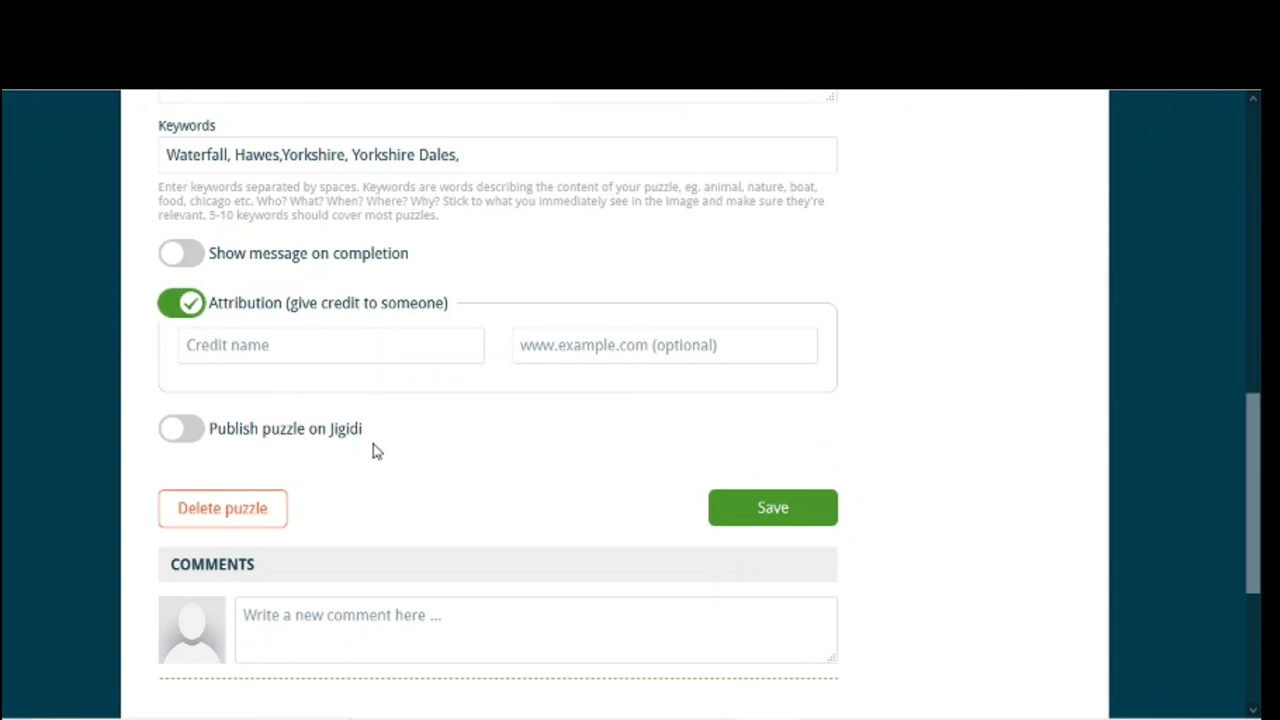 Keywords
Waterfall, Hawes,Yorkshire, Yorkshire Dales,
Enter keywords separated by spaces. Keywords are words describing the content of your puzzle, eg. animal, nature, boat,
food, chicago etc. Who? What? When? Where? Why? Stick to what you immediately see in the image and make sure they're
relevant. 5-10 keywords should cover most puzzles.
Show message on completion
Attribution (give credit to someone)
Credit name
www.example.com (optional)
Publish puzzle on Jigidi
Delete puzzle
Save
COMMENTS
Write a new comment here ...